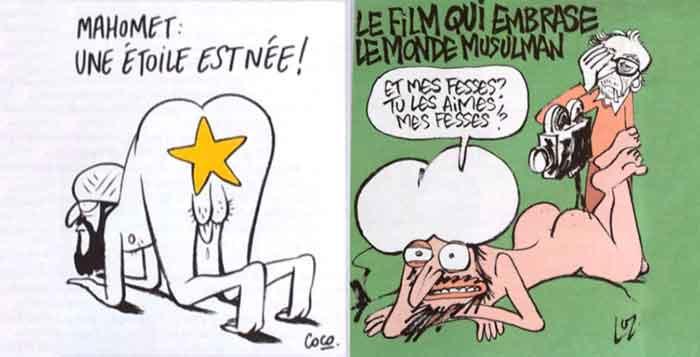 MAHOMET :
UNE ÉTOILE EST NÉE !
COCO.
LE FILM QUI EMBRASE
LE MONDE MUSULMAN
ET MES FESSES ?
TU LES AIMES,
MES FESSES ?
LUZ.